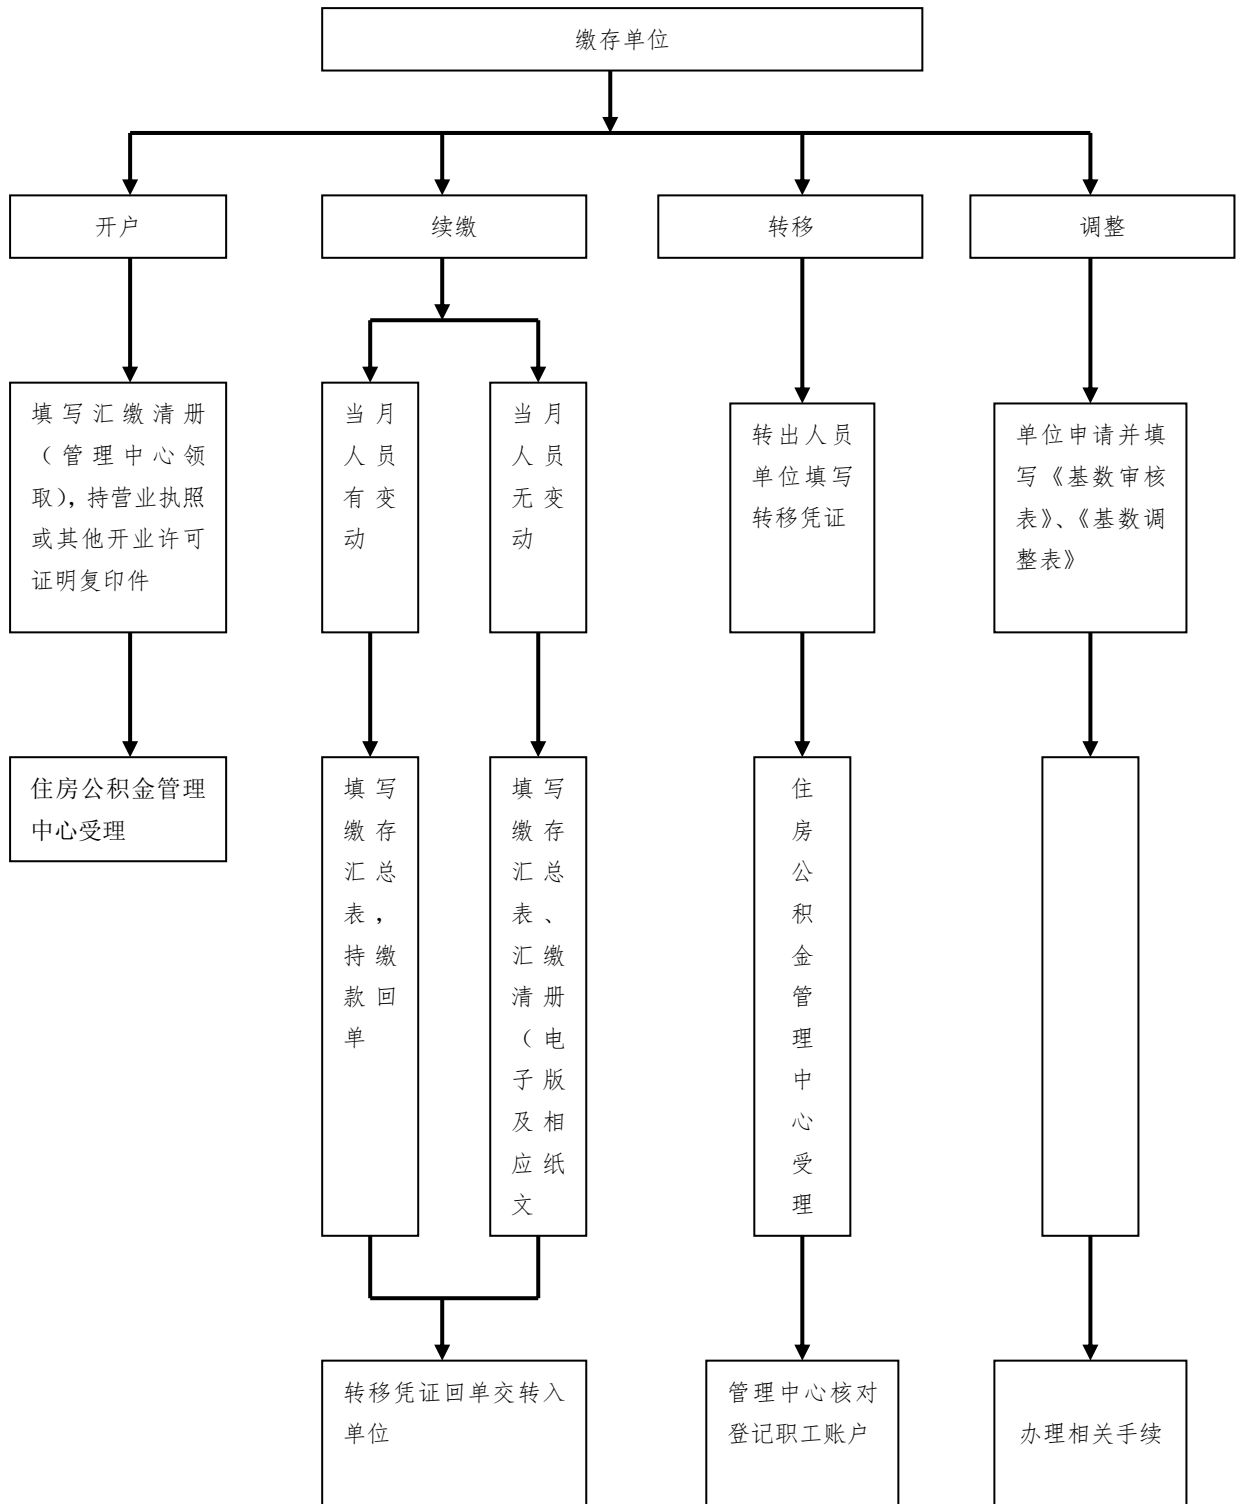 缴存单位
开户
续缴
转移
调整
填写汇缴清册
（管理中心领
取），持营业执照
或其他开业许可
证明复印件
当月
人员
有变
动
当月
人员
无变
动
转出人员
单位填写
转移凭证
单位申请并填
写《基数审核
表》、《基数调
整表》
住房公积金管理
中心受理
填写
缴存
汇总
表，
持缴
款回
单
填写
缴存
汇总
表、
汇缴
清册
（电
子版
及相
应纸
文
住
房
公
积
金
管
理
中
心
受
理
转移凭证回单交转入
单位
管理中心核对
登记职工账户
办理相关手续